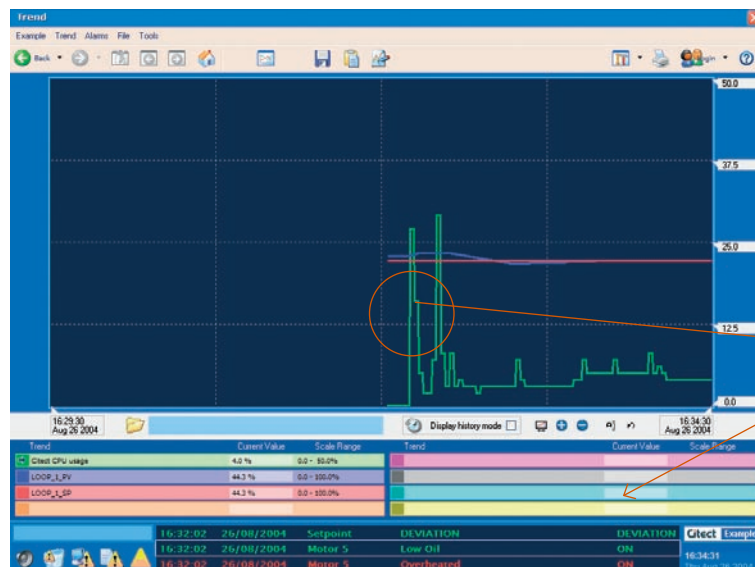 Trend
Example Trend Alarms File Tools
Back
50.0
37.5
25.0
12.5
0.0
16:29:30
Aug 26 2004
Display history mode
16:34:30
Aug 26 2004
Trend Current Value Scale Range Trend Current Value Scale Range
Citect CPU usage 4.0 % 0.0 - 50.0%
LOOP_1_PV 44.3 % 0.0 - 100.0%
LOOP_1_SP 44.3 % 0.0 - 100.0%
16:32:02 26/08/2004 Setpoint DEVIATION DEVIATION Citect Example
16:32:02 26/08/2004 Motor 5 Low Oil ON
16:34:31
16:32:02 26/08/2004 Motor 5 Overheated ON
Thu Aug 26 2004